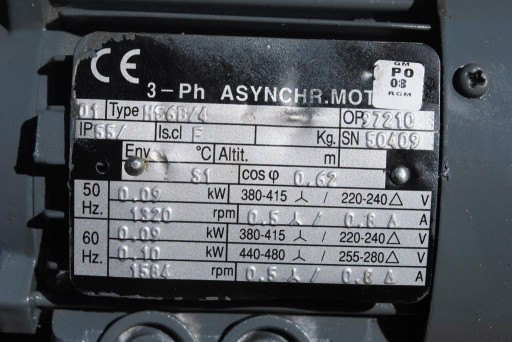 CE
3-Ph ASYNCHR.MOT
GM
PO
08
RGM
01 Type HS6B/4 OP 97210
IP 55/ Is.cl F Kg. SN 50409
Env °C Altit. m
S1 cos φ 0.62
50 Hz. 0.09 kW 380-415 ⅄ / 220-240 △ V
1320 rpm 0.5 ⅄ / 0.8 △ A
60 Hz. 0.09 kW 380-415 ⅄ / 220-240 △ V
0.10 kW 440-480 ⅄ / 255-280 △ V
1584 rpm 0.5 ⅄ / 0.8 △ A